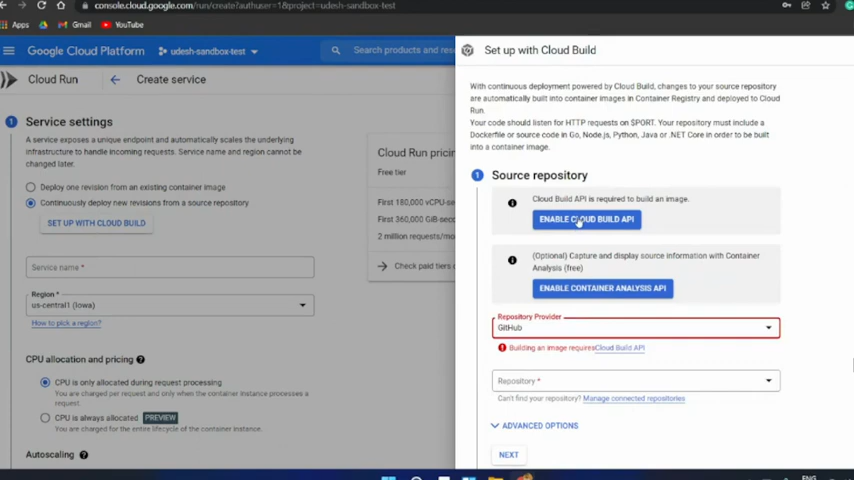 console.cloud.google.com/run/create?authuser=1&project=udesh-sandbox-test
Apps
Gmail
YouTube
Google Cloud Platform
udesh-sandbox-test
Search products and reso
Cloud Run
Create service
1 Service settings
A service exposes a unique endpoint and automatically scales the underlying
infrastructure to handle incoming requests. Service name and region cannot be
changed later.
Deploy one revision from an existing container image
Continuously deploy new revisions from a source repository
SET UP WITH CLOUD BUILD
Service name *
Region *
us-central1 (Iowa)
How to pick a region?
CPU allocation and pricing
CPU is only allocated during request processing
You are charged per request and only when the container instance processes a
request.
CPU is always allocated PREVIEW
You are charged for the entire lifecycle of the container instance.
Autoscaling
Cloud Run pricing
Free tier
First 180,000 vCPU-se
First 360,000 GiB-sec
2 million requests/mo
Check paid tiers d
Set up with Cloud Build
With continuous deployment powered by Cloud Build, changes to your source repository
are automatically built into container images in Container Registry and deployed to Cloud
Run.
Your code should listen for HTTP requests on $PORT. Your repository must include a
Dockerfile or source code in Go, Node.js, Python, Java or .NET Core in order to be built
into a container image.
1 Source repository
Cloud Build API is required to build an image.
ENABLE CLOUD BUILD API
(Optional) Capture and display source information with Container
Analysis (free)
ENABLE CONTAINER ANALYSIS API
Repository Provider
GitHub
Building an image requires Cloud Build API
Repository *
Can't find your repository? Manage connected repositories
ADVANCED OPTIONS
NEXT
ENG